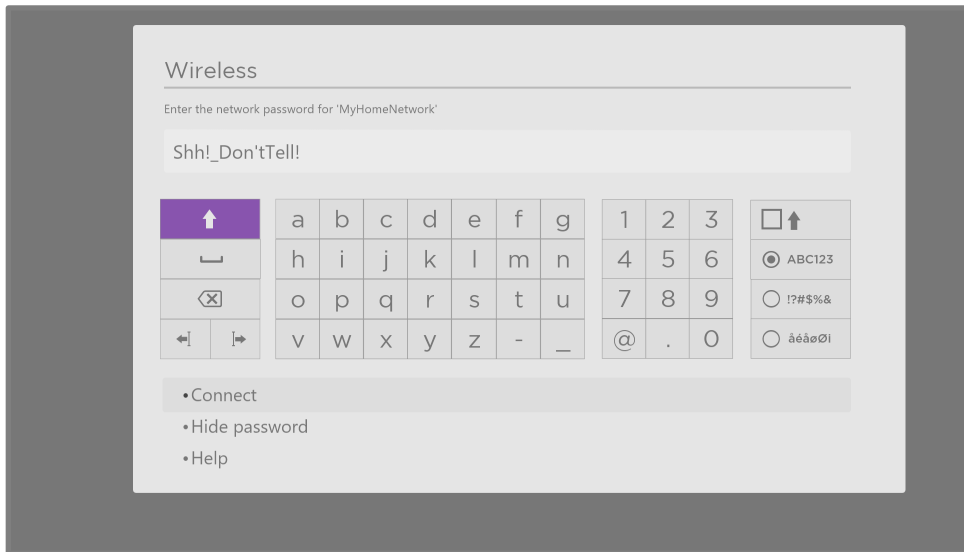 Wireless
Enter the network password for 'MyHomeNetwork'
Shh!_Don'tTell!
a b c d e f g 1 2 3
h i j k l m n 4 5 6 ABC123
o p q r s t u 7 8 9 !?#$%&
v w x y z - _ @ . 0 åéåøØi
•Connect
•Hide password
•Help